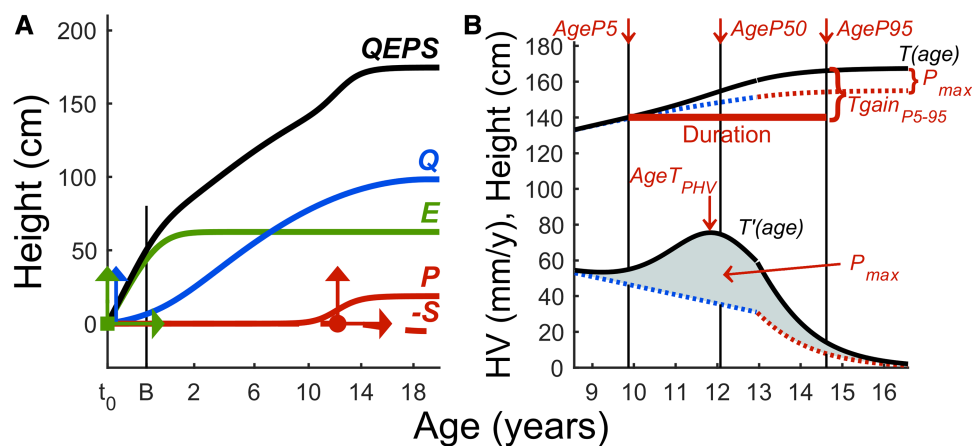 A
200
150
100
50
0
Height (cm)
QEPS
Q
E
P
-S
t0
B
2
6
10
14
18
B
AgeP5
AgeP50
AgeP95
180
160
140
120
100
80
60
40
20
0
HV (mm/y), Height (cm)
T(age)
Pmax
TgainP5-95
Duration
AgeTPHV
T'(age)
Pmax
9
10
11
12
13
14
15
16
Age (years)